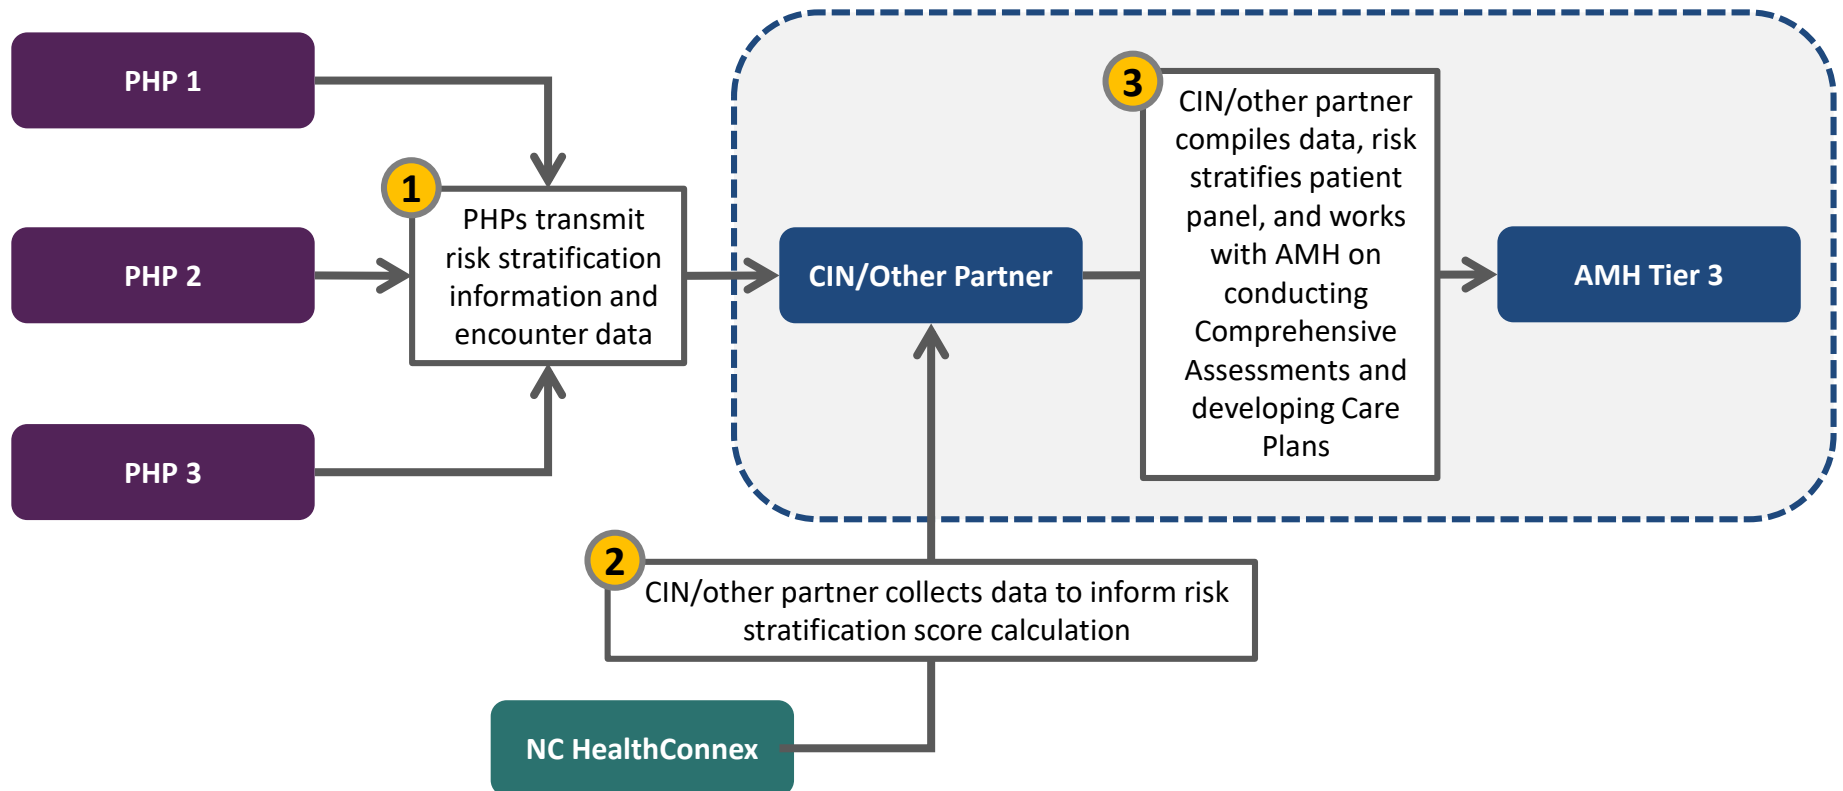 PHP 1
PHP 2
PHP 3
1
PHPs transmit
risk stratification
information and
encounter data
CIN/Other Partner
3
CIN/other partner
compiles data, risk
stratifies patient
panel, and works
with AMH on
conducting
Comprehensive
Assessments and
developing Care
Plans
AMH Tier 3
2
CIN/other partner collects data to inform risk
stratification score calculation
NC HealthConnex